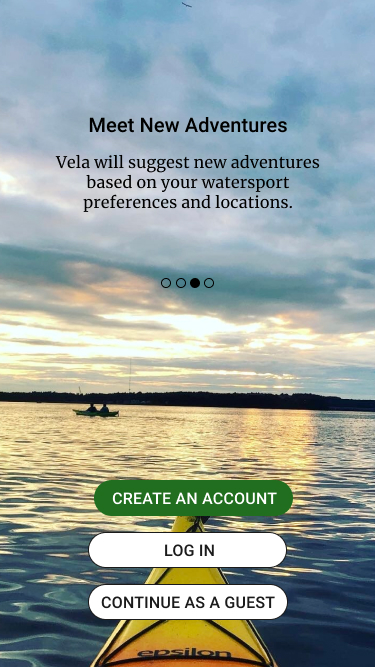 Meet New Adventures
Vela will suggest new adventures
based on your watersport
preferences and locations.
CREATE AN ACCOUNT
LOG IN
CONTINUE AS A GUEST
epsilon